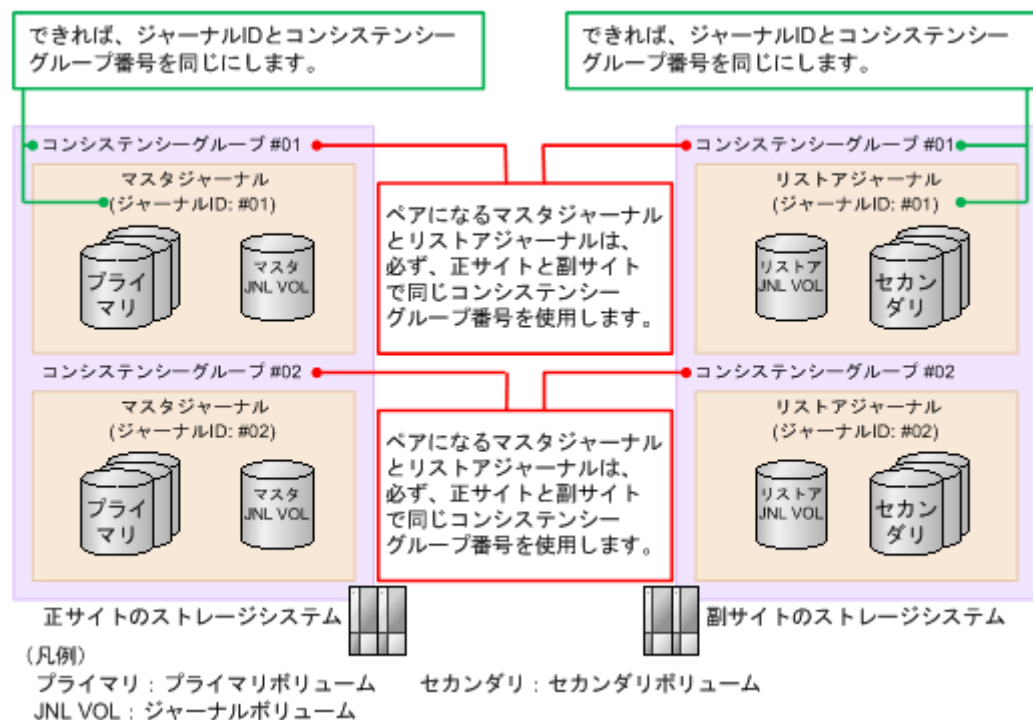 できれば、ジャーナルIDとコンシステンシー
グループ番号を同じにします。
できれば、ジャーナルIDとコンシステンシー
グループ番号を同じにします。
コンシステンシーグループ #01
マスタジャーナル
(ジャーナルID: #01)
プライ
マリ
マスタ
JNL VOL
ペアになるマスタジャーナル
とリストアジャーナルは、
必ず、正サイトと副サイト
で同じコンシステンシー
グループ番号を使用します。
コンシステンシーグループ #01
リストアジャーナル
(ジャーナルID: #01)
リストア
JNL VOL
セカン
ダリ
コンシステンシーグループ #02
マスタジャーナル
(ジャーナルID: #02)
プライ
マリ
マスタ
JNL VOL
ペアになるマスタジャーナル
とリストアジャーナルは、
必ず、正サイトと副サイト
で同じコンシステンシー
グループ番号を使用します。
コンシステンシーグループ #02
リストアジャーナル
(ジャーナルID: #02)
リストア
JNL VOL
セカン
ダリ
正サイトのストレージシステム
副サイトのストレージシステム
(凡例)
プライマリ：プライマリボリューム　セカンダリ：セカンダリボリューム
JNL VOL：ジャーナルボリューム